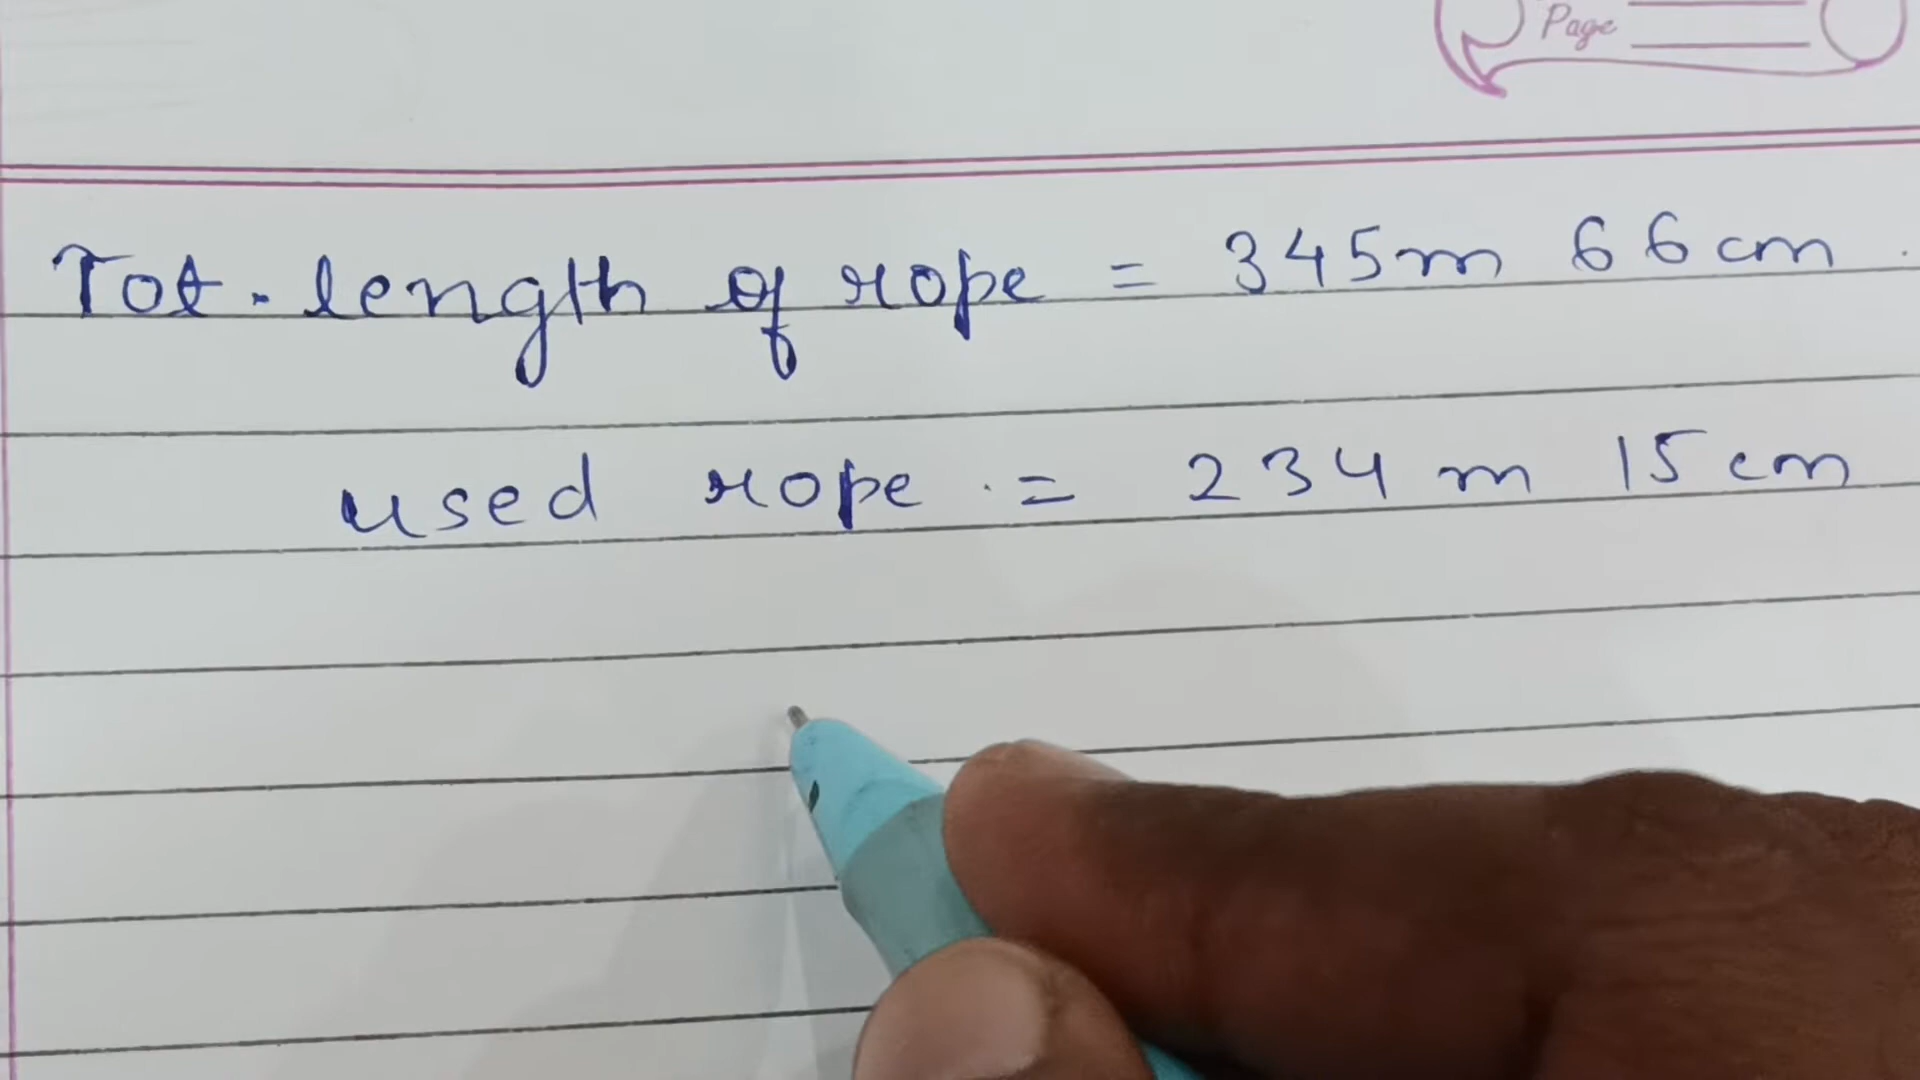 Page
Tot. length of rope = 345m 66cm.
used rope . = 234 m 15 cm